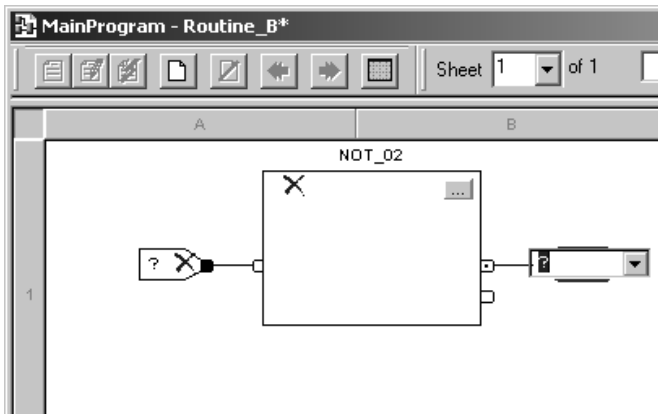 MainProgram - Routine_B*
Sheet 1 of 1
A B
NOT_02
...
? ?
1